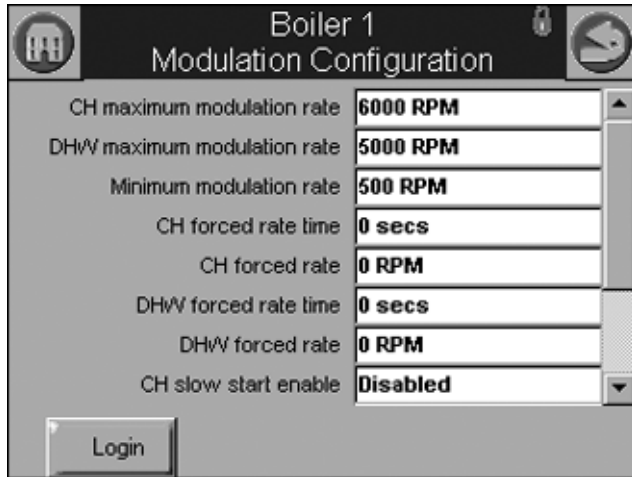 Boiler 1
Modulation Configuration
CH maximum modulation rate 6000 RPM
DHW maximum modulation rate 5000 RPM
Minimum modulation rate 500 RPM
CH forced rate time 0 secs
CH forced rate 0 RPM
DHW forced rate time 0 secs
DHW forced rate 0 RPM
CH slow start enable Disabled
Login